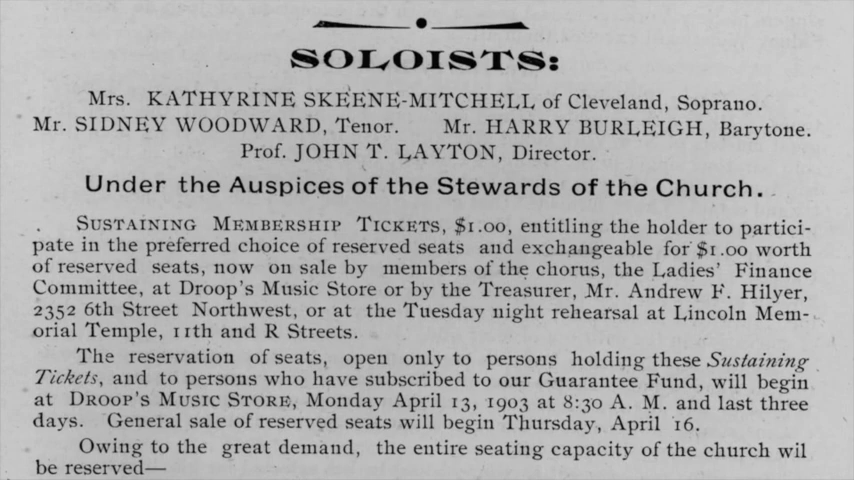 SOLOISTS:
Mrs. KATHYRINE SKEENE-MITCHELL of Cleveland, Soprano.
Mr. SIDNEY WOODWARD, Tenor. Mr. HARRY BURLEIGH, Barytone.
Prof. JOHN T. LAYTON, Director.
Under the Auspices of the Stewards of the Church.
SUSTAINING MEMBERSHIP TICKETS, $1.00, entitling the holder to partici-
pate in the preferred choice of reserved seats and exchangeable for $1.00 worth
of reserved seats, now on sale by members of the chorus, the Ladies' Finance
Committee, at Droop's Music Store or by the Treasurer, Mr. Andrew F. Hilyer,
2352 6th Street Northwest, or at the Tuesday night rehearsal at Lincoln Mem-
orial Temple, 11th and R Streets.
The reservation of seats, open only to persons holding these Sustaining
Tickets, and to persons who have subscribed to our Guarantee Fund, will begin
at DROOP'S MUSIC STORE, Monday April 13, 1903 at 8:30 A. M. and last three
days. General sale of reserved seats will begin Thursday, April 16.
Owing to the great demand, the entire seating capacity of the church wil
be reserved—